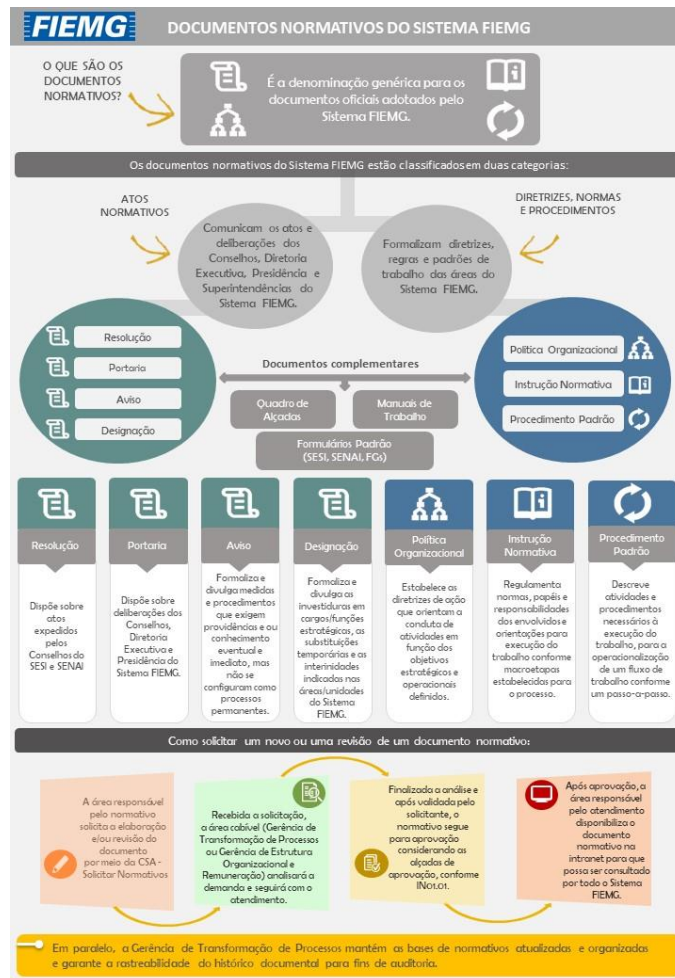 FIEMG
DOCUMENTOS NORMATIVOS DO SISTEMA FIEMG
O QUE SÃO OS
DOCUMENTOS
NORMATIVOS?
É a denominação genérica para os
documentos oficiais adotados pelo
Sistema FIEMG.
Os documentos normativos do Sistema FIEMG estão classificados em duas categorias:
ATOS
NORMATIVOS
Comunicam os atos e
deliberações dos
Conselhos, Diretoria
Executiva, Presidência e
Superintendências do
Sistema FIEMG.
Formalizam diretrizes,
regras e padrões de
trabalho das áreas do
Sistema FIEMG.
DIRETRIZES, NORMAS
E PROCEDIMENTOS
Resolução
Portaria
Aviso
Designação
Documentos complementares
Quadro de
Alçadas
Manuais de
Trabalho
Formulários Padrão
(SESI, SENAI, FGs)
Política Organizacional
Instrução Normativa
Procedimento Padrão
Resolução
Dispõe sobre
atos
expedidos
pelos
Conselhos do
SESI e SENAI
Portaria
Dispõe sobre
deliberações dos
Conselhos,
Diretoria
Executiva e
Presidência do
Sistema FIEMG.
Aviso
Formaliza e
divulga medidas
e procedimentos
que exigem
providências e ou
conhecimento
eventual e
imediato, mas
não se
configuram como
processos
permanentes.
Designação
Formaliza e
divulga as
investiduras em
cargos/funções
estratégicas, as
substituições
temporárias e as
interinidades
indicadas nas
áreas/unidades
do Sistema
FIEMG.
Política
Organizacional
Estabelece as
diretrizes de ação
que orientam a
conduta de
atividades em
função dos
objetivos
estratégicos e
operacionais
definidos.
Instrução
Normativa
Regulamenta
normas, papéis e
responsabilidades
dos envolvidos e
orientações para
execução do
trabalho conforme
macroetapas
estabelecidas para
o processo.
Procedimento
Padrão
Descreve
atividades e
procedimentos
necessários à
execução do
trabalho, para a
operacionalização
de um fluxo de
trabalho conforme
um passo-a-passo.
Como solicitar um novo ou uma revisão de um documento normativo:
A área responsável
pelo normativo
solicita a elaboração
e/ou revisão do
documento
por meio da CSA -
Solicitar Normativos
Recebida a solicitação,
a área cabível (Gerência de
Transformação de Processos
ou Gerência de Estrutura
Organizacional e
Remuneração) analisará a
demanda e seguirá com o
atendimento.
Finalizada a análise e
após validada pelo
solicitante, o
normativo segue
para aprovação
considerando as
alçadas de
aprovação, conforme
IN01.01.
Após aprovação, a
área responsável
pelo atendimento
disponibiliza o
documento
normativo na
intranet para que
possa ser consultado
por todo o Sistema
FIEMG.
Em paralelo, a Gerência de Transformação de Processos mantém as bases de normativos atualizadas e organizadas
e garante a rastreabilidade do histórico documental para fins de auditoria.